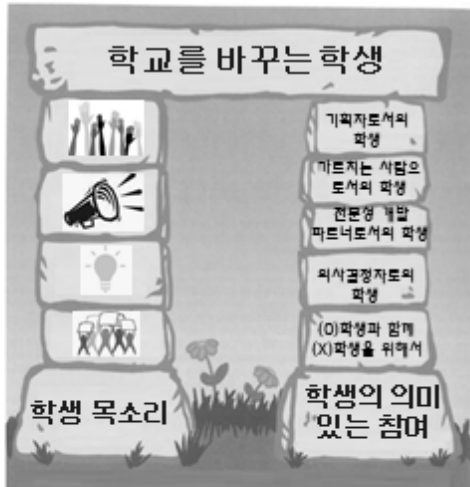 학교를 바꾸는 학생
기획자로서의
학생
가르치는 사람으
로서의 학생
전문성 개발
파트너로서의 학생
의사결정자로의
학생
(O)학생과 함께
(X)학생을 위해서
학생 목소리
학생의 의미
있는 참여